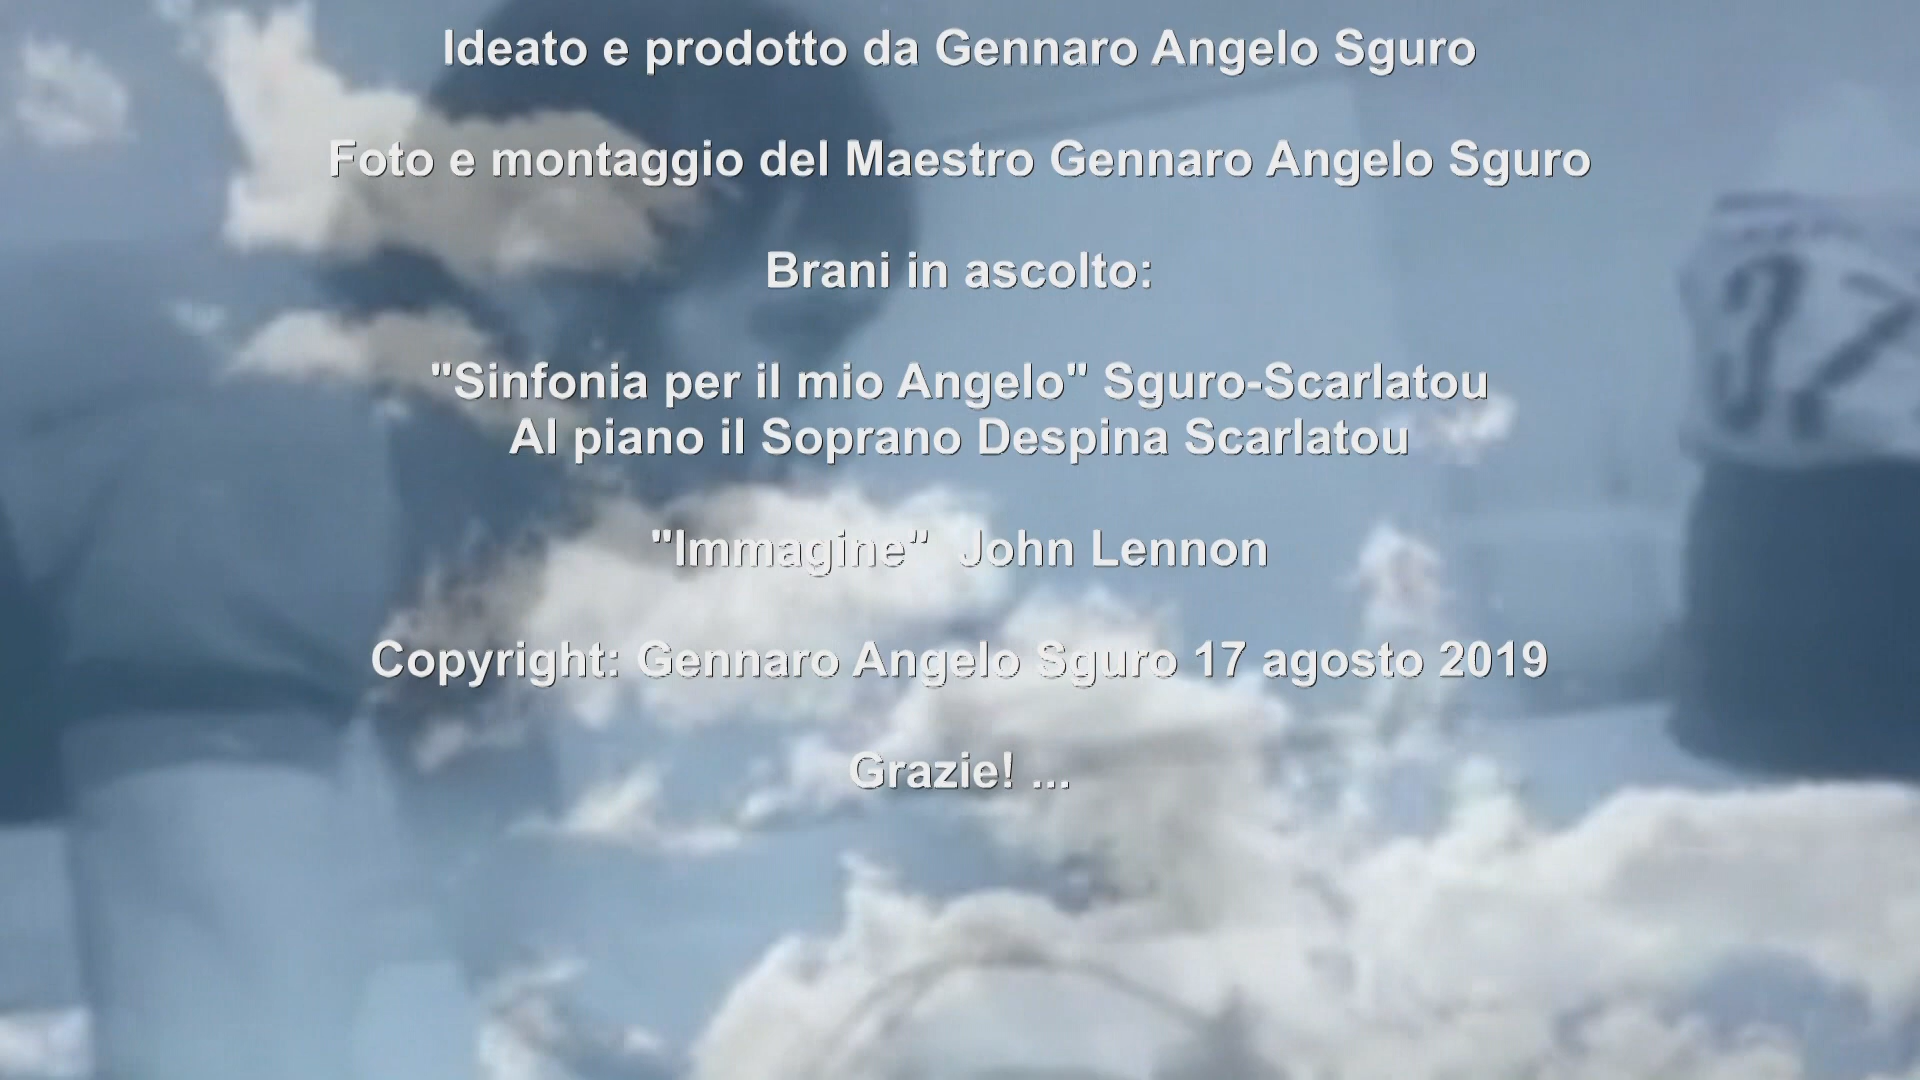 Ideato e prodotto da Gennaro Angelo Sguro
Foto e montaggio del Maestro Gennaro Angelo Sguro
Brani in ascolto:
"Sinfonia per il mio Angelo" Sguro-Scarlatou
Al piano il Soprano Despina Scarlatou
"Immagine"  John Lennon
Copyright: Gennaro Angelo Sguro 17 agosto 2019
Grazie! ...